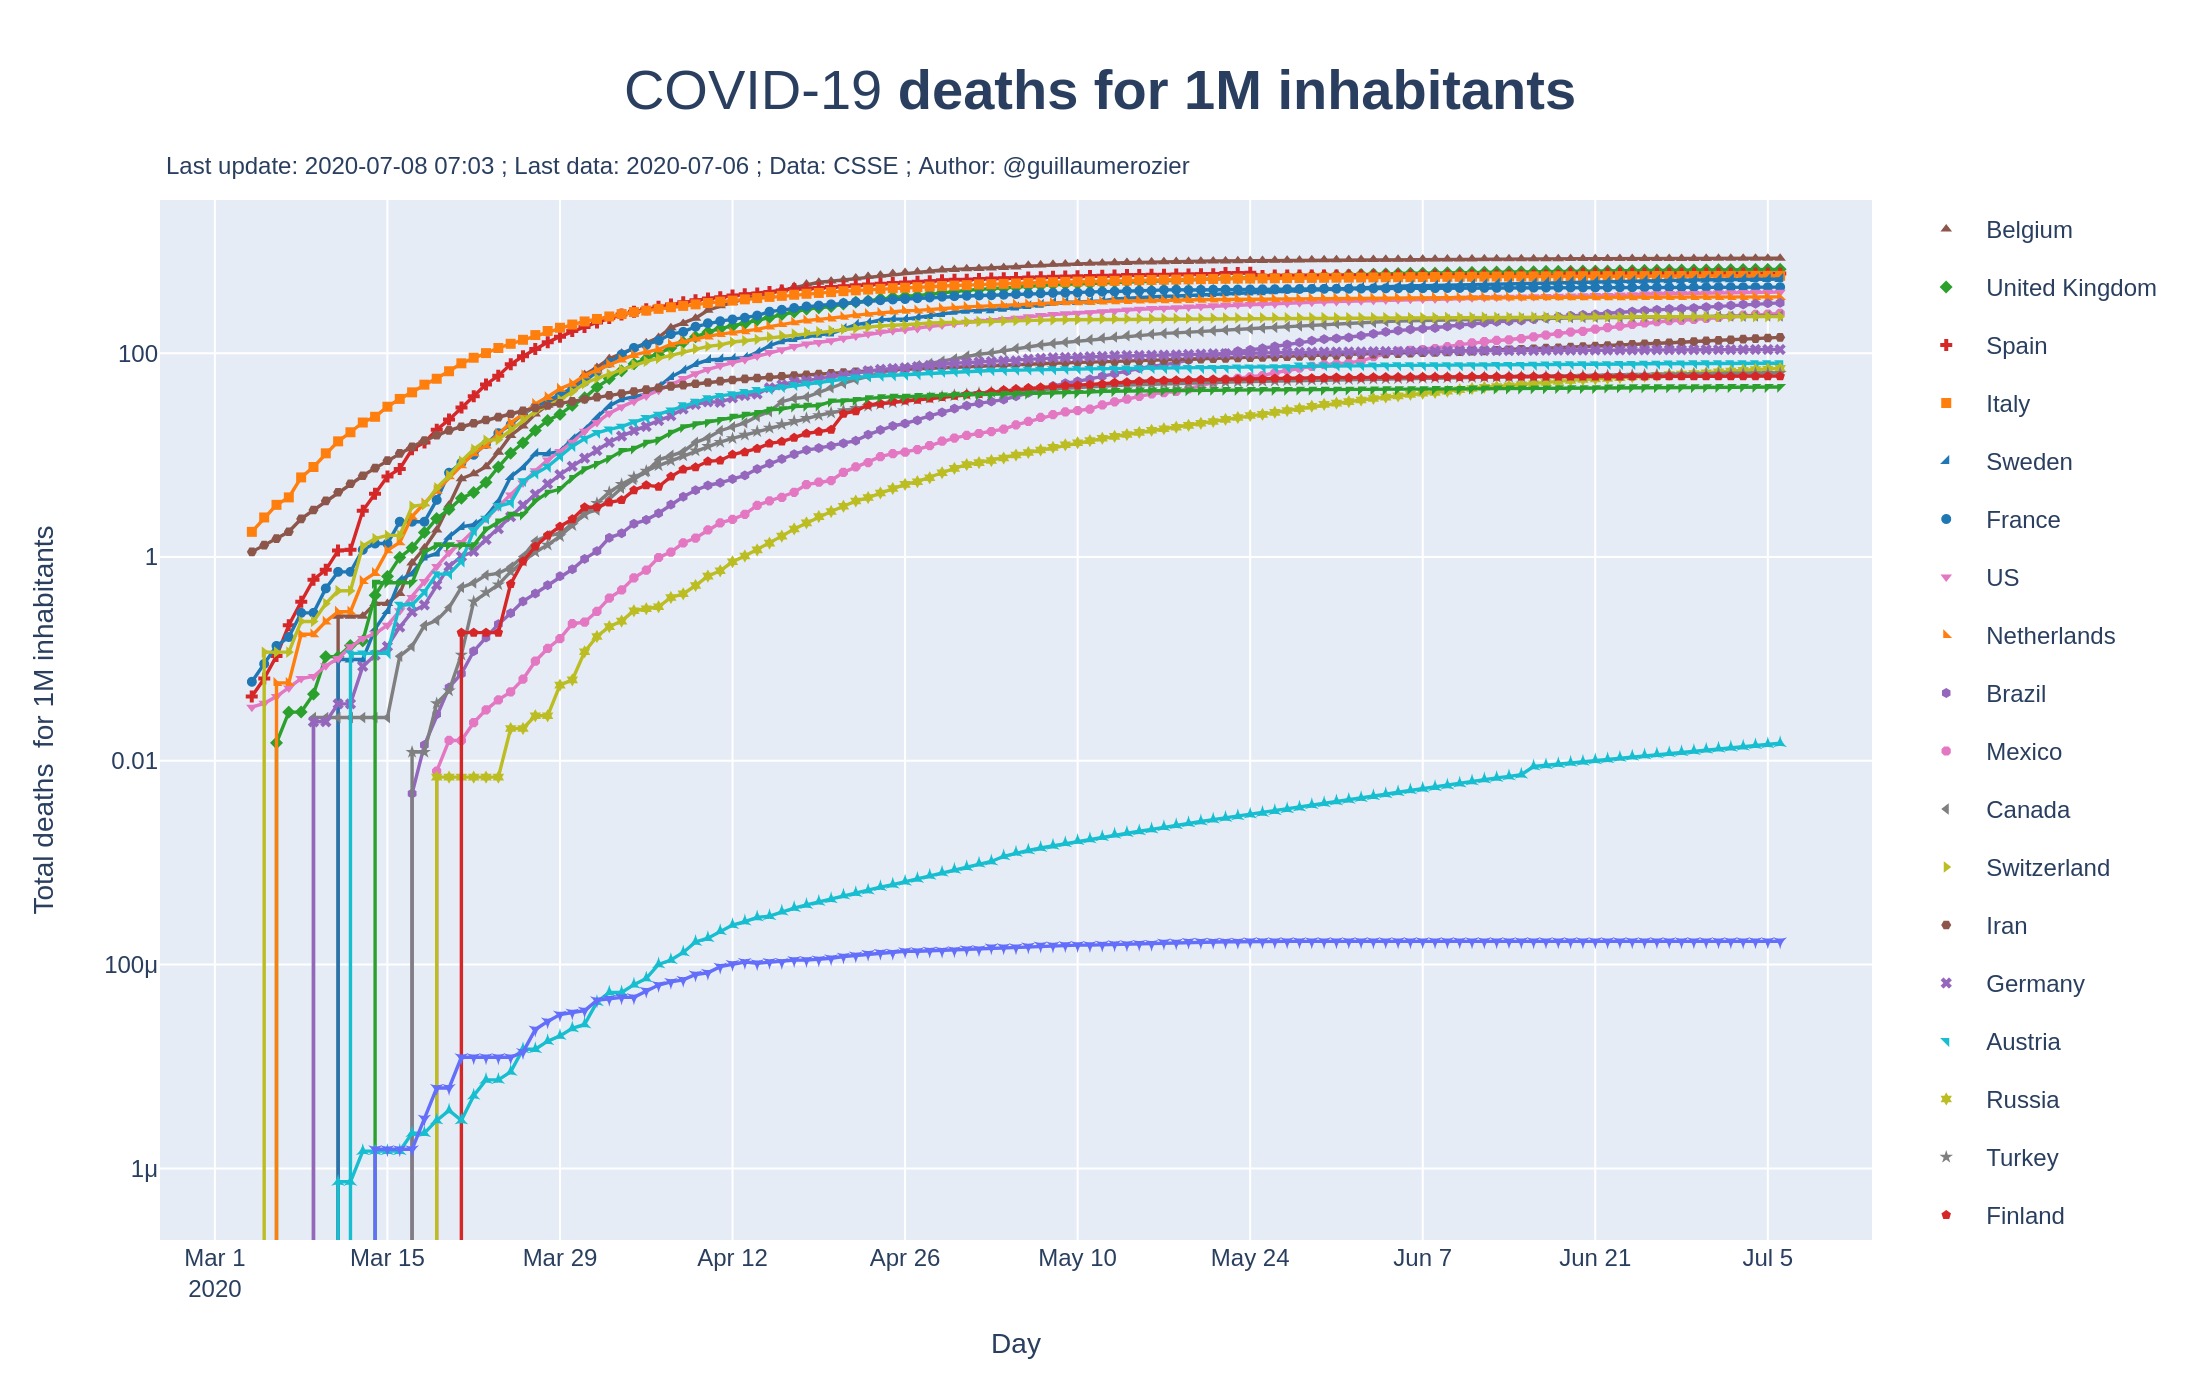 COVID-19 deaths for 1M inhabitants
Last update: 2020-07-08 07:03 ; Last data: 2020-07-06 ; Data: CSSE ; Author: @guillaumerozier
Total deaths for 1M inhabitants
100
1
0.01
100μ
1μ
Mar 1
2020
Mar 15
Mar 29
Apr 12
Apr 26
May 10
May 24
Jun 7
Jun 21
Jul 5
Day
Belgium
United Kingdom
Spain
Italy
Sweden
France
US
Netherlands
Brazil
Mexico
Canada
Switzerland
Iran
Germany
Austria
Russia
Turkey
Finland